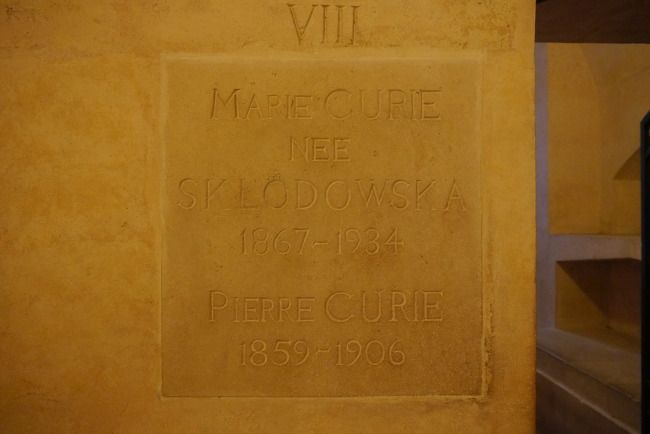 VIII
MARIE CURIE
NEE
SKŁODOWSKA
1867-1934
PIERRE CURIE
1859-1906